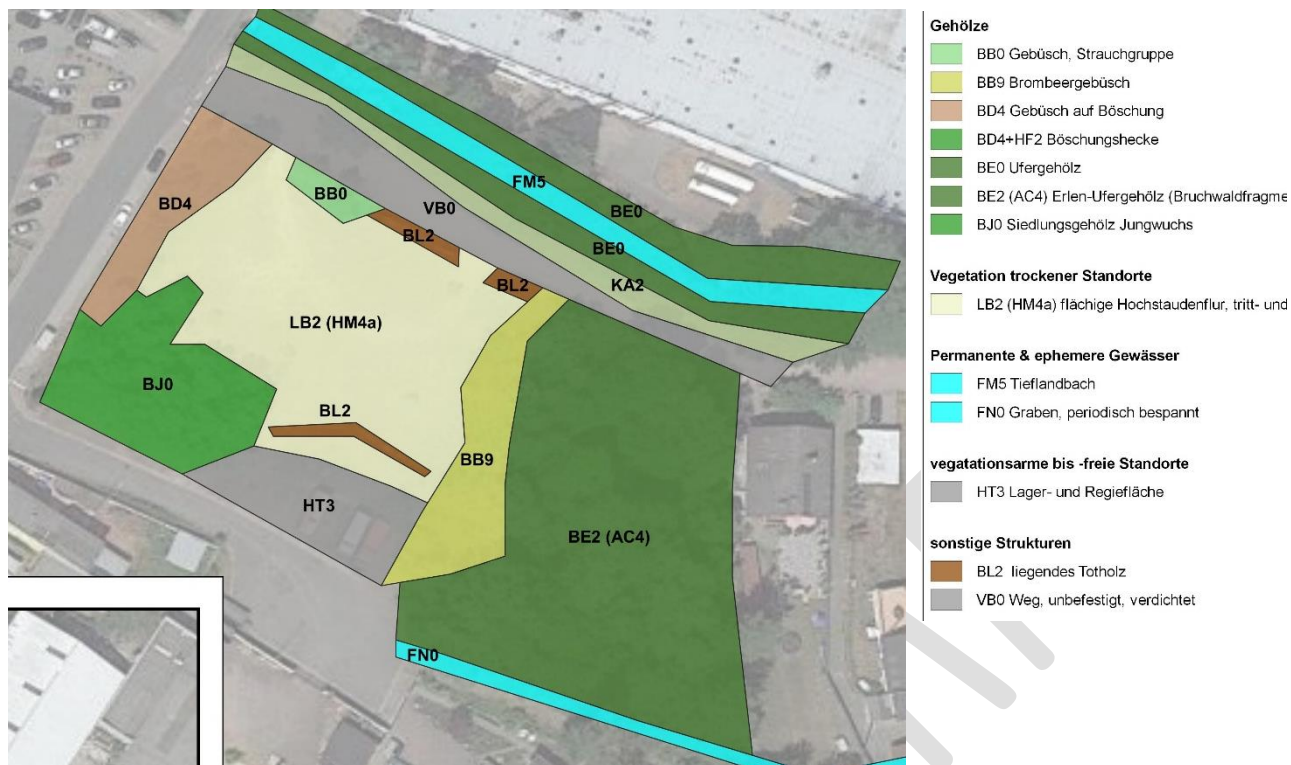 FM5
BE0
BB0
VB0
BD4
BL2
BE0
KA2
BL2
LB2 (HM4a)
BJ0
BL2
BB9
HT3
BE2 (AC4)
FN0
Gehölze
BB0 Gebüsch, Strauchgruppe
BB9 Brombeergebüsch
BD4 Gebüsch auf Böschung
BD4+HF2 Böschungshecke
BE0 Ufergehölz
BE2 (AC4) Erlen-Ufergehölz (Bruchwaldfragme
BJ0 Siedlungsgehölz Jungwuchs
Vegetation trockener Standorte
LB2 (HM4a) flächige Hochstaudenflur, tritt- und
Permanente & ephemere Gewässer
FM5 Tieflandbach
FN0 Graben, periodisch bespannt
vegatationsarme bis -freie Standorte
HT3 Lager- und Regiefläche
sonstige Strukturen
BL2 liegendes Totholz
VB0 Weg, unbefestigt, verdichtet